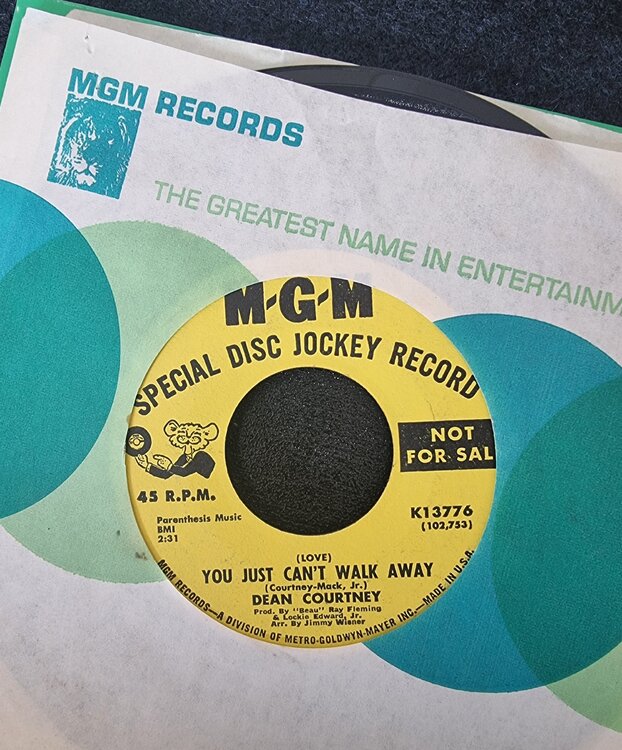 MGM RECORDS
THE GREATEST NAME IN ENTERTAINM
M-G-M
SPECIAL DISC JOCKEY RECORD
NOT
FOR SAL
45 R.P.M.
K13776
(102,753)
Parenthesis Music
BMI
2:31
(LOVE)
YOU JUST CAN'T WALK AWAY
(Courtney-Mack, Jr.)
DEAN COURTNEY
Prod. By "Beau" Ray Fleming
& Lockie Edward, Jr.
Arr. By Jimmy Wisner
MGM RECORDS—A DIVISION OF METRO-GOLDWYN-MAYER INC.—MADE IN U.S.A.